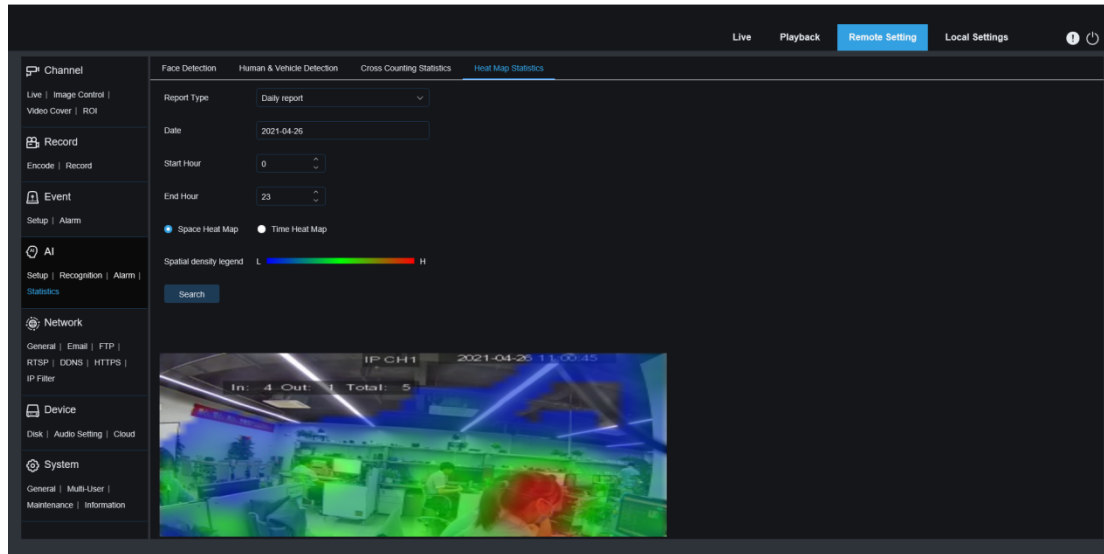 Live Playback Remote Setting Local Settings
Channel
Live | Image Control |
Video Cover | ROI
Record
Encode | Record
Event
Setup | Alarm
AI
Setup | Recognition | Alarm |
Statistics
Network
General | Email | FTP |
RTSP | DDNS | HTTPS |
IP Filter
Device
Disk | Audio Setting | Cloud
System
General | Multi-User |
Maintenance | Information
Face Detection Human & Vehicle Detection Cross Counting Statistics Heat Map Statistics
Report Type Daily report
Date 2021-04-26
Start Hour 0
End Hour 23
Space Heat Map Time Heat Map
Spatial density legend L H
Search
IP CH1 2021-04-26 11:00:45
In: 4 Out: 1 Total: 5